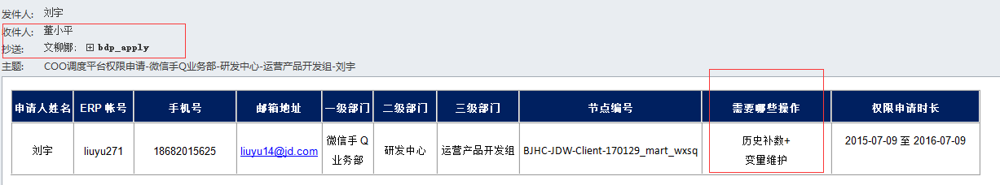 发件人: 刘宇
收件人: 董小平
抄送: 文柳娜; bdp_apply
主题: COO调度平台权限申请-微信手Q业务部-研发中心-运营产品开发组-刘宇
申请人姓名 ERP 帐号 手机号 邮箱地址 一级部门 二级部门 三级部门 节点编号 需要哪些操作 权限申请时长
刘宇 liuyu271 18682015625 liuyu14@jd.com 微信手 Q 业务部 研发中心 运营产品开发组 BJHC-JDW-Client-170129_mart_wxsq 历史补数+ 变量维护 2015-07-09 至 2016-07-09